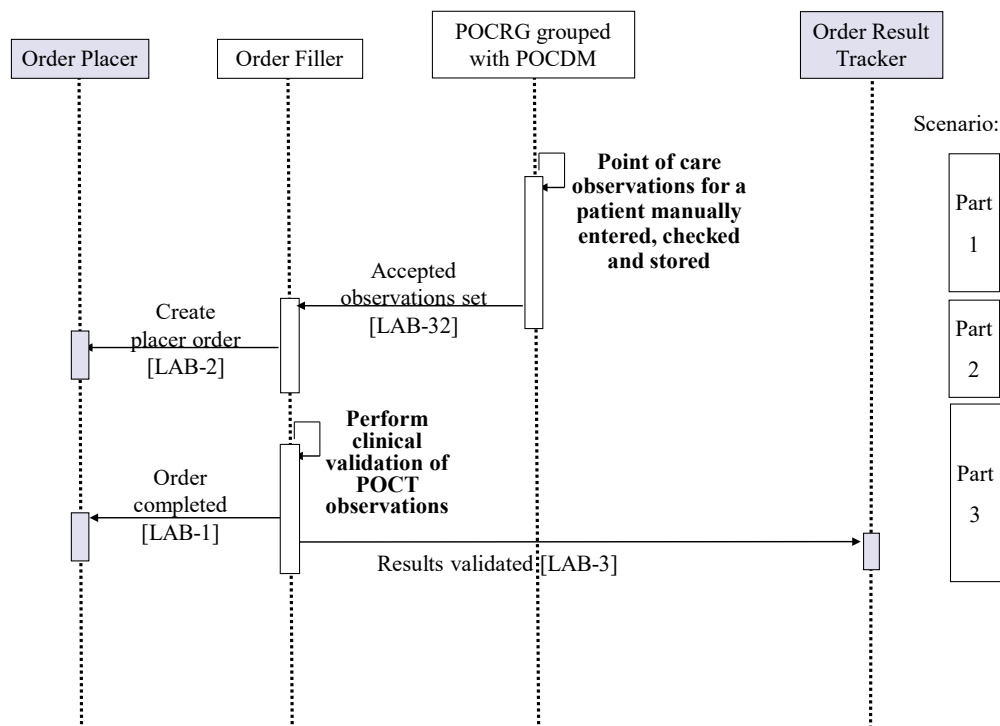 Order Placer
Order Filler
POCRG grouped
with POCDM
Order Result
Tracker
Scenario:
Point of care
observations for a
patient manually
entered, checked
and stored
Part
1
Accepted
observations set
[LAB-32]
Create
placer order
[LAB-2]
Part
2
Perform
clinical
validation of
POCT
observations
Order
completed
[LAB-1]
Part
3
Results validated [LAB-3]